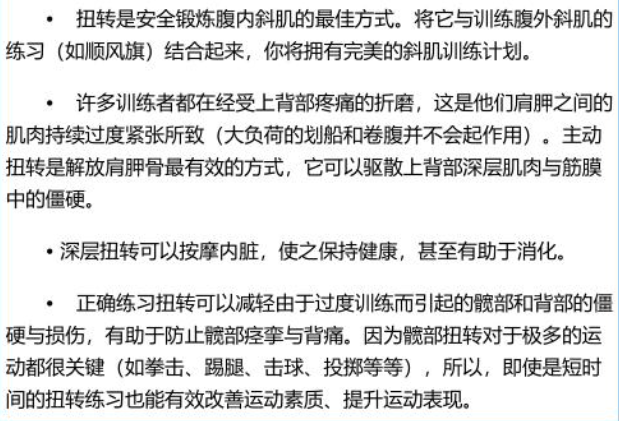 • 扭转是安全锻炼腹内斜肌的最佳方式。将它与训练腹外斜肌的
练习（如顺风旗）结合起来，你将拥有完美的斜肌训练计划。
• 许多训练者都在经受上背部疼痛的折磨，这是他们肩胛之间的
肌肉持续过度紧张所致（大负荷的划船和卷腹并不会起作用）。主动
扭转是解放肩胛骨最有效的方式，它可以驱散上背部深层肌肉与筋膜
中的僵硬。
• 深层扭转可以按摩内脏，使之保持健康，甚至有助于消化。
• 正确练习扭转可以减轻由于过度训练而引起的髋部和背部的僵
硬与损伤，有助于防止髋部痉挛与背痛。因为髋部扭转对于极多的运
动都很关键（如拳击、踢腿、击球、投掷等等），所以，即使是短时
间的扭转练习也能有效改善运动素质、提升运动表现。